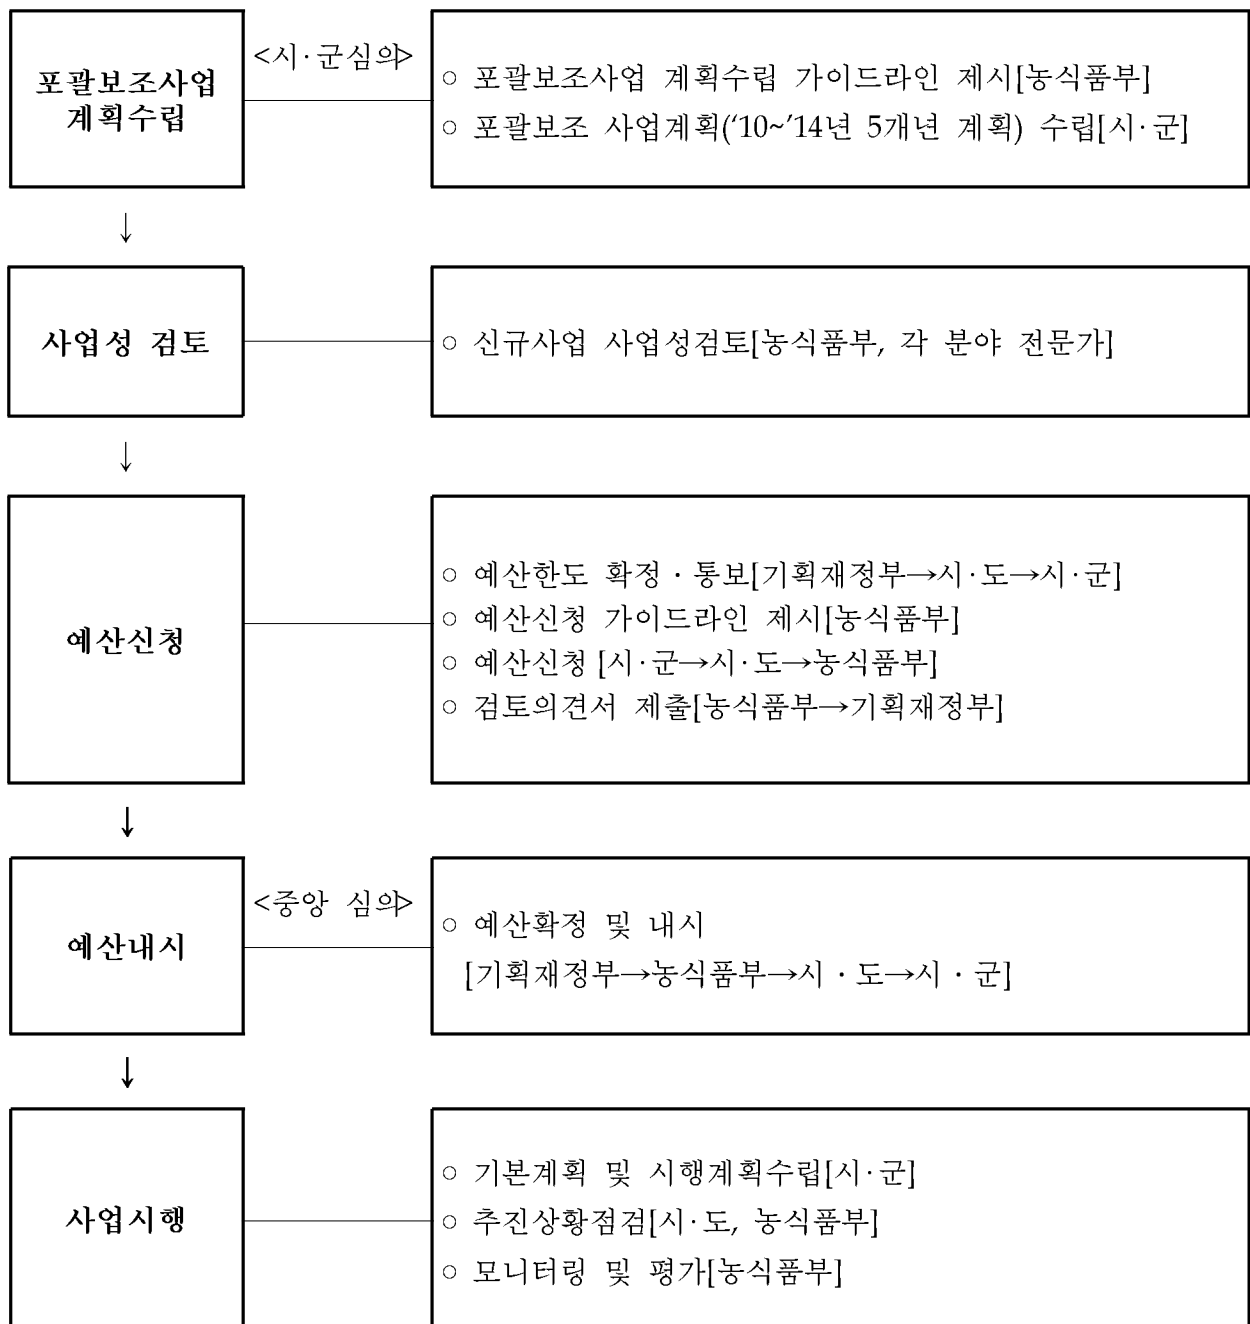 포괄보조사업
계획수립
<시·군심의>
○ 포괄보조사업 계획수립 가이드라인 제시[농식품부]
○ 포괄보조 사업계획('10~'14년 5개년 계획) 수립[시·군]
↓
사업성 검토
○ 신규사업 사업성검토[농식품부, 각 분야 전문가]
↓
예산신청
○ 예산한도 확정·통보[기획재정부→시·도→시·군]
○ 예산신청 가이드라인 제시[농식품부]
○ 예산신청 [시·군→시·도→농식품부]
○ 검토의견서 제출[농식품부→기획재정부]
↓
예산내시
<중앙 심의>
○ 예산확정 및 내시
[기획재정부→농식품부→시·도→시·군]
↓
사업시행
○ 기본계획 및 시행계획수립[시·군]
○ 추진상황점검[시·도, 농식품부]
○ 모니터링 및 평가[농식품부]